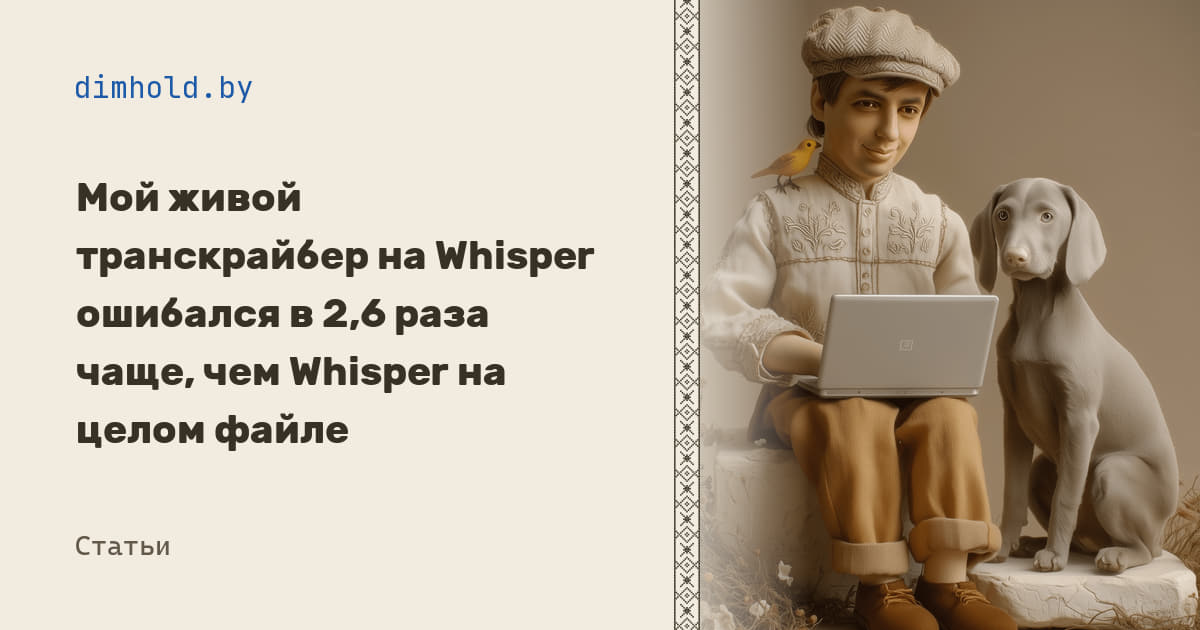 dimhold.by
Мой живой
транскрайбер на Whisper
ошибался в 2,6 раза
чаще, чем Whisper на
целом файле
Статьи